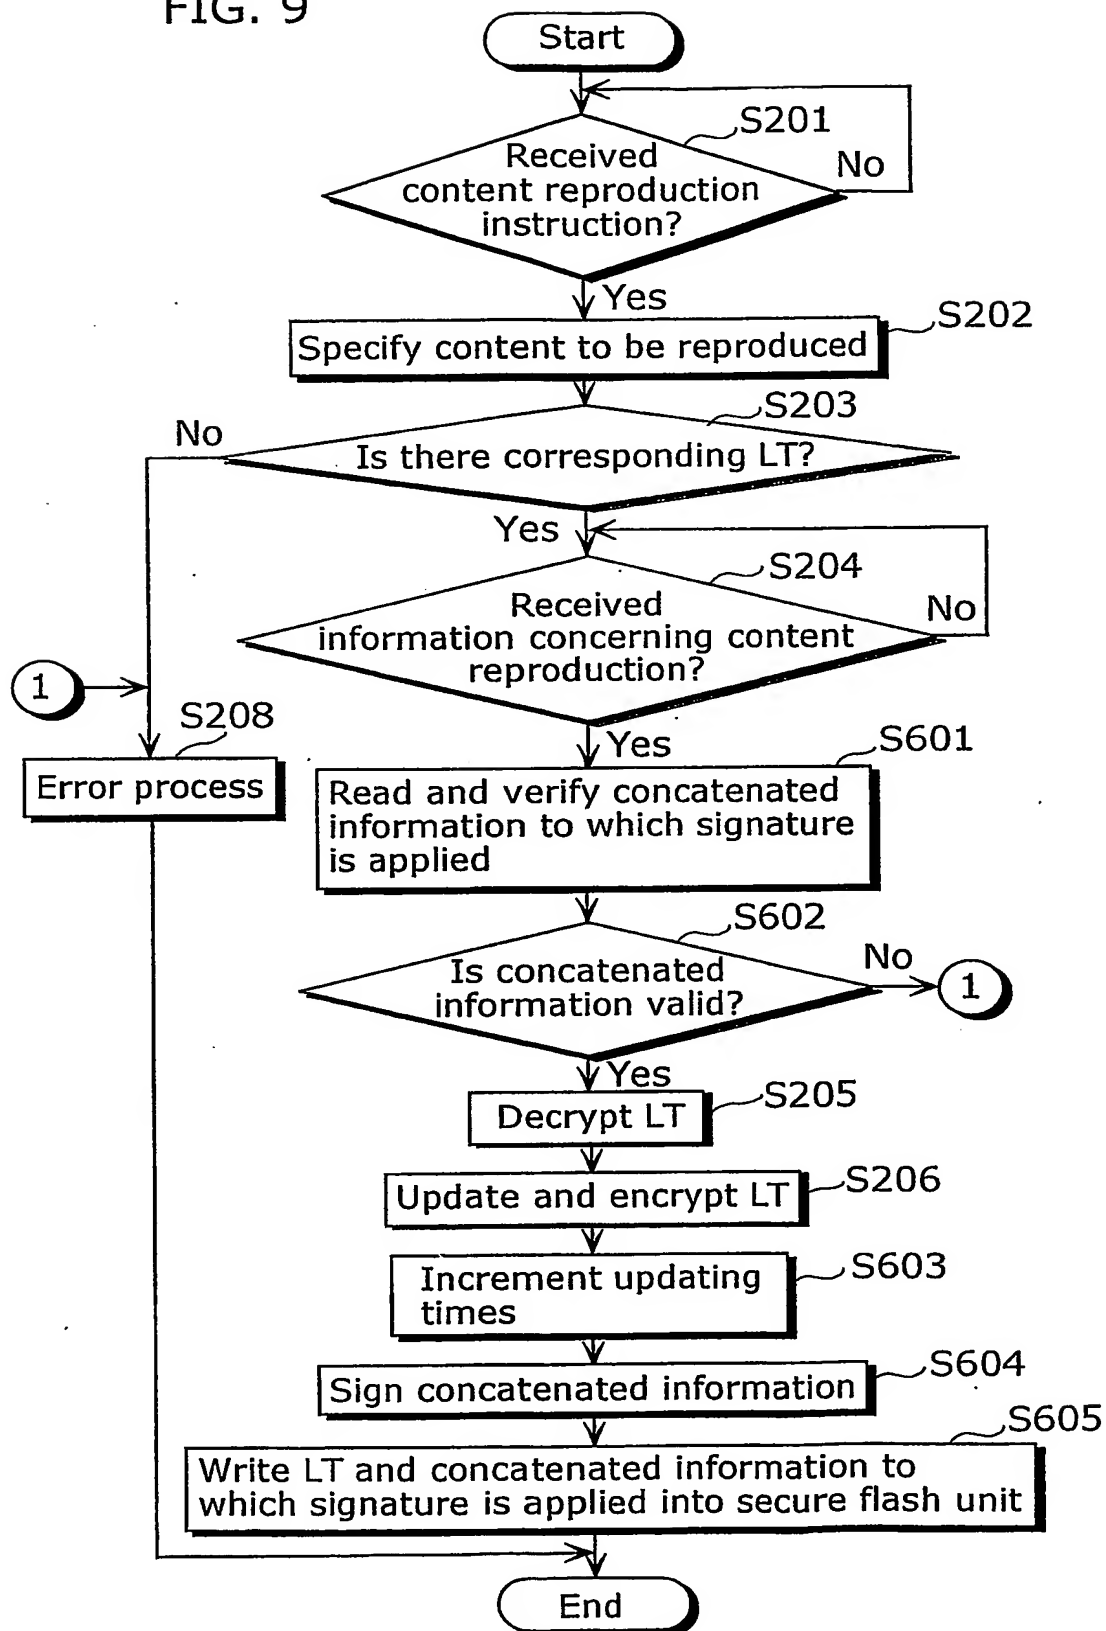 FIG. 9
Start
S201
Received
content reproduction
instruction?
No
Yes
S202
Specify content to be reproduced
S203
No
Is there corresponding LT?
Yes
S204
Received
information concerning content
reproduction?
No
1
S208
Yes
S601
Error process
Read and verify concatenated
information to which signature
is applied
S602
Is concatenated
information valid?
No
1
Yes
S205
Decrypt LT
S206
Update and encrypt LT
S603
Increment updating
times
S604
Sign concatenated information
S605
Write LT and concatenated information to
which signature is applied into secure flash unit
End